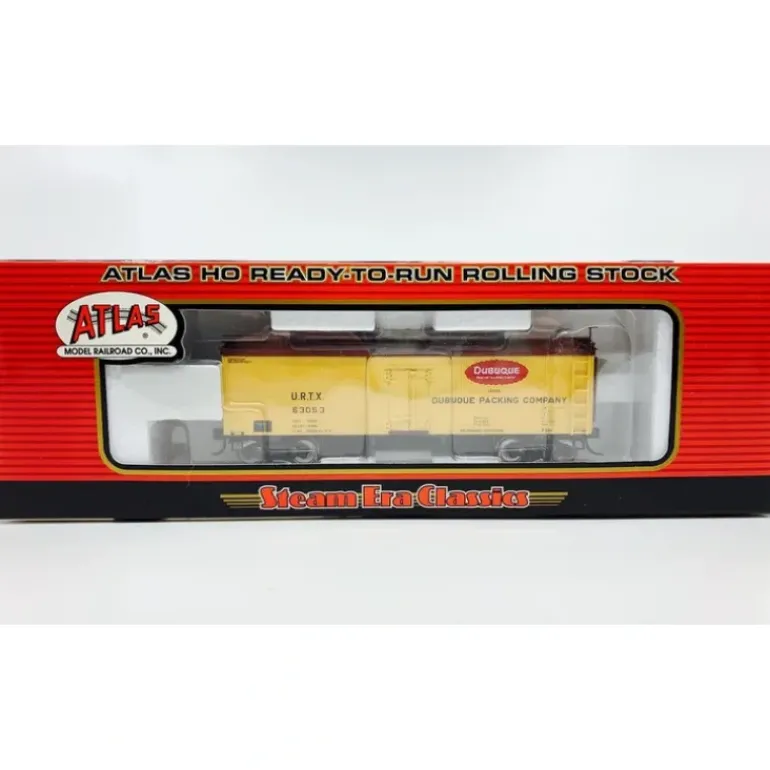 ATLAS HO READY-TO-RUN ROLLING STOCK
ATLAS
®
MODEL RAILROAD CO., INC.
DUBUQUE
U.R.T.X
DUBUQUE PACKING COMPANY
63053
Steam Era Classics